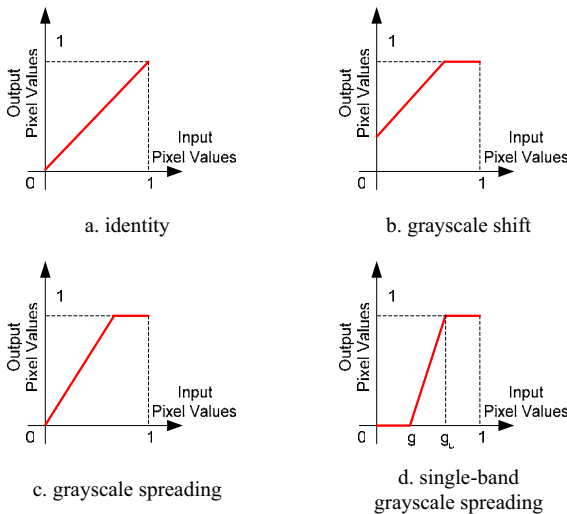 1
Output
Pixel Values
Input
Pixel Values
0
1
a. identity
1
Output
Pixel Values
Input
Pixel Values
0
1
b. grayscale shift
1
Output
Pixel Values
Input
Pixel Values
0
1
c. grayscale spreading
1
Output
Pixel Values
Input
Pixel Values
0
g
1
d. single-band
grayscale spreading